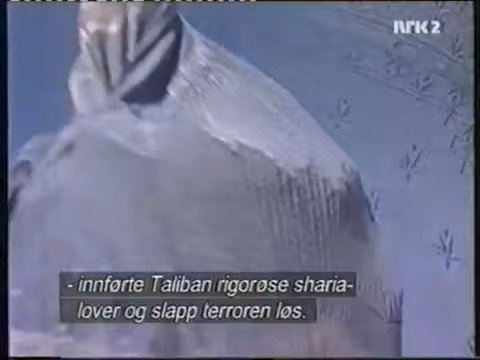 NRK2
- innførte Taliban rigorøse sharia-
lover og slapp terroren løs.